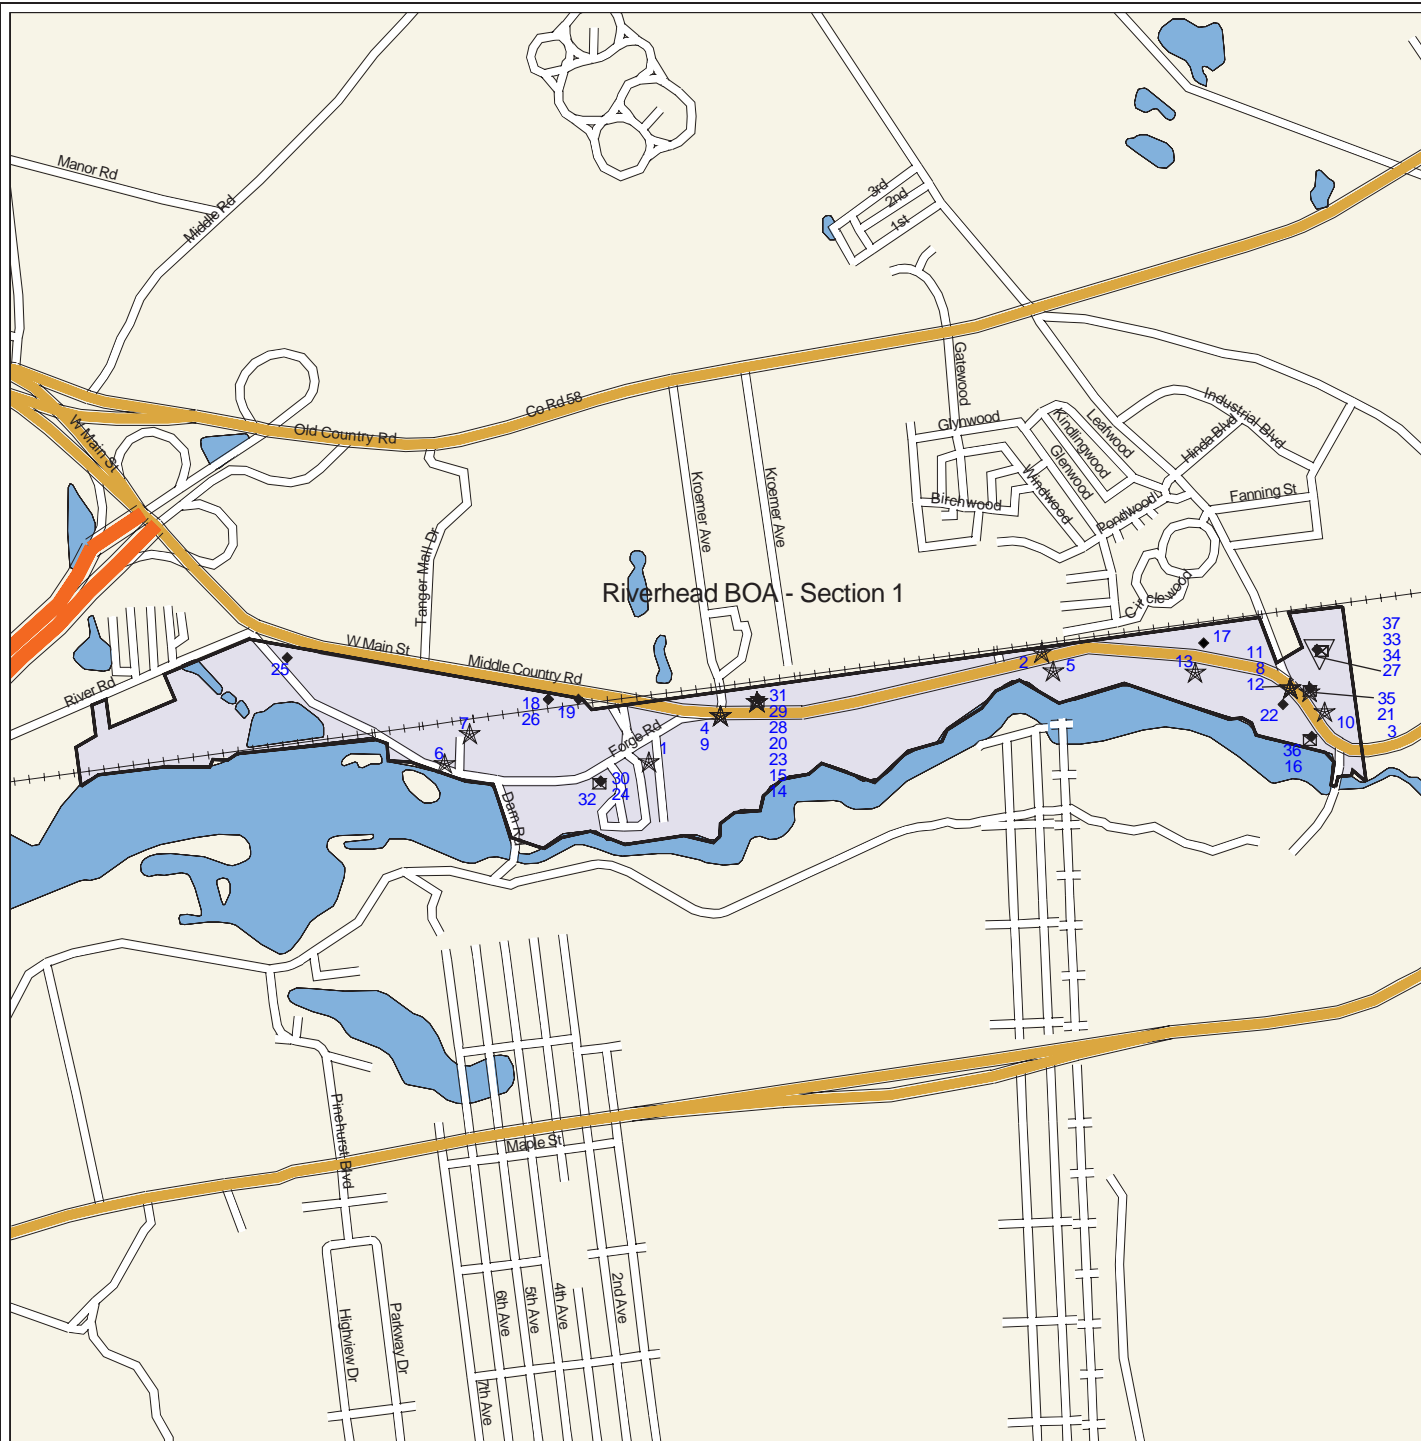 Manor Rd
Middle Rd
3rd
2nd
1st
Gatewood
Co Rd 58
Old Country Rd
W Main St
Glynwood
Kindlingwood
Leafwood
Industrial Blvd
Hinda Blvd
Glenwood
Windwood
Birchwood
Pondwood
Fanning St
Kroemer Ave
Kroemer Ave
Tanger Mall Dr
Riverhead BOA - Section 1
Circlewood
W Main St
Middle Country Rd
River Rd
25
18
26
19
7
6
Forge Rd
1
4
9
31
29
28
20
23
15
14
30
24
32
Dam Rd
2
5
13
17
11
8
12
22
37
33
34
27
35
21
3
10
36
16
Pinehurst Blvd
Maple St
Highview Dr
Parkway Dr
7th Ave
6th Ave
5th Ave
4th Ave
2nd Ave